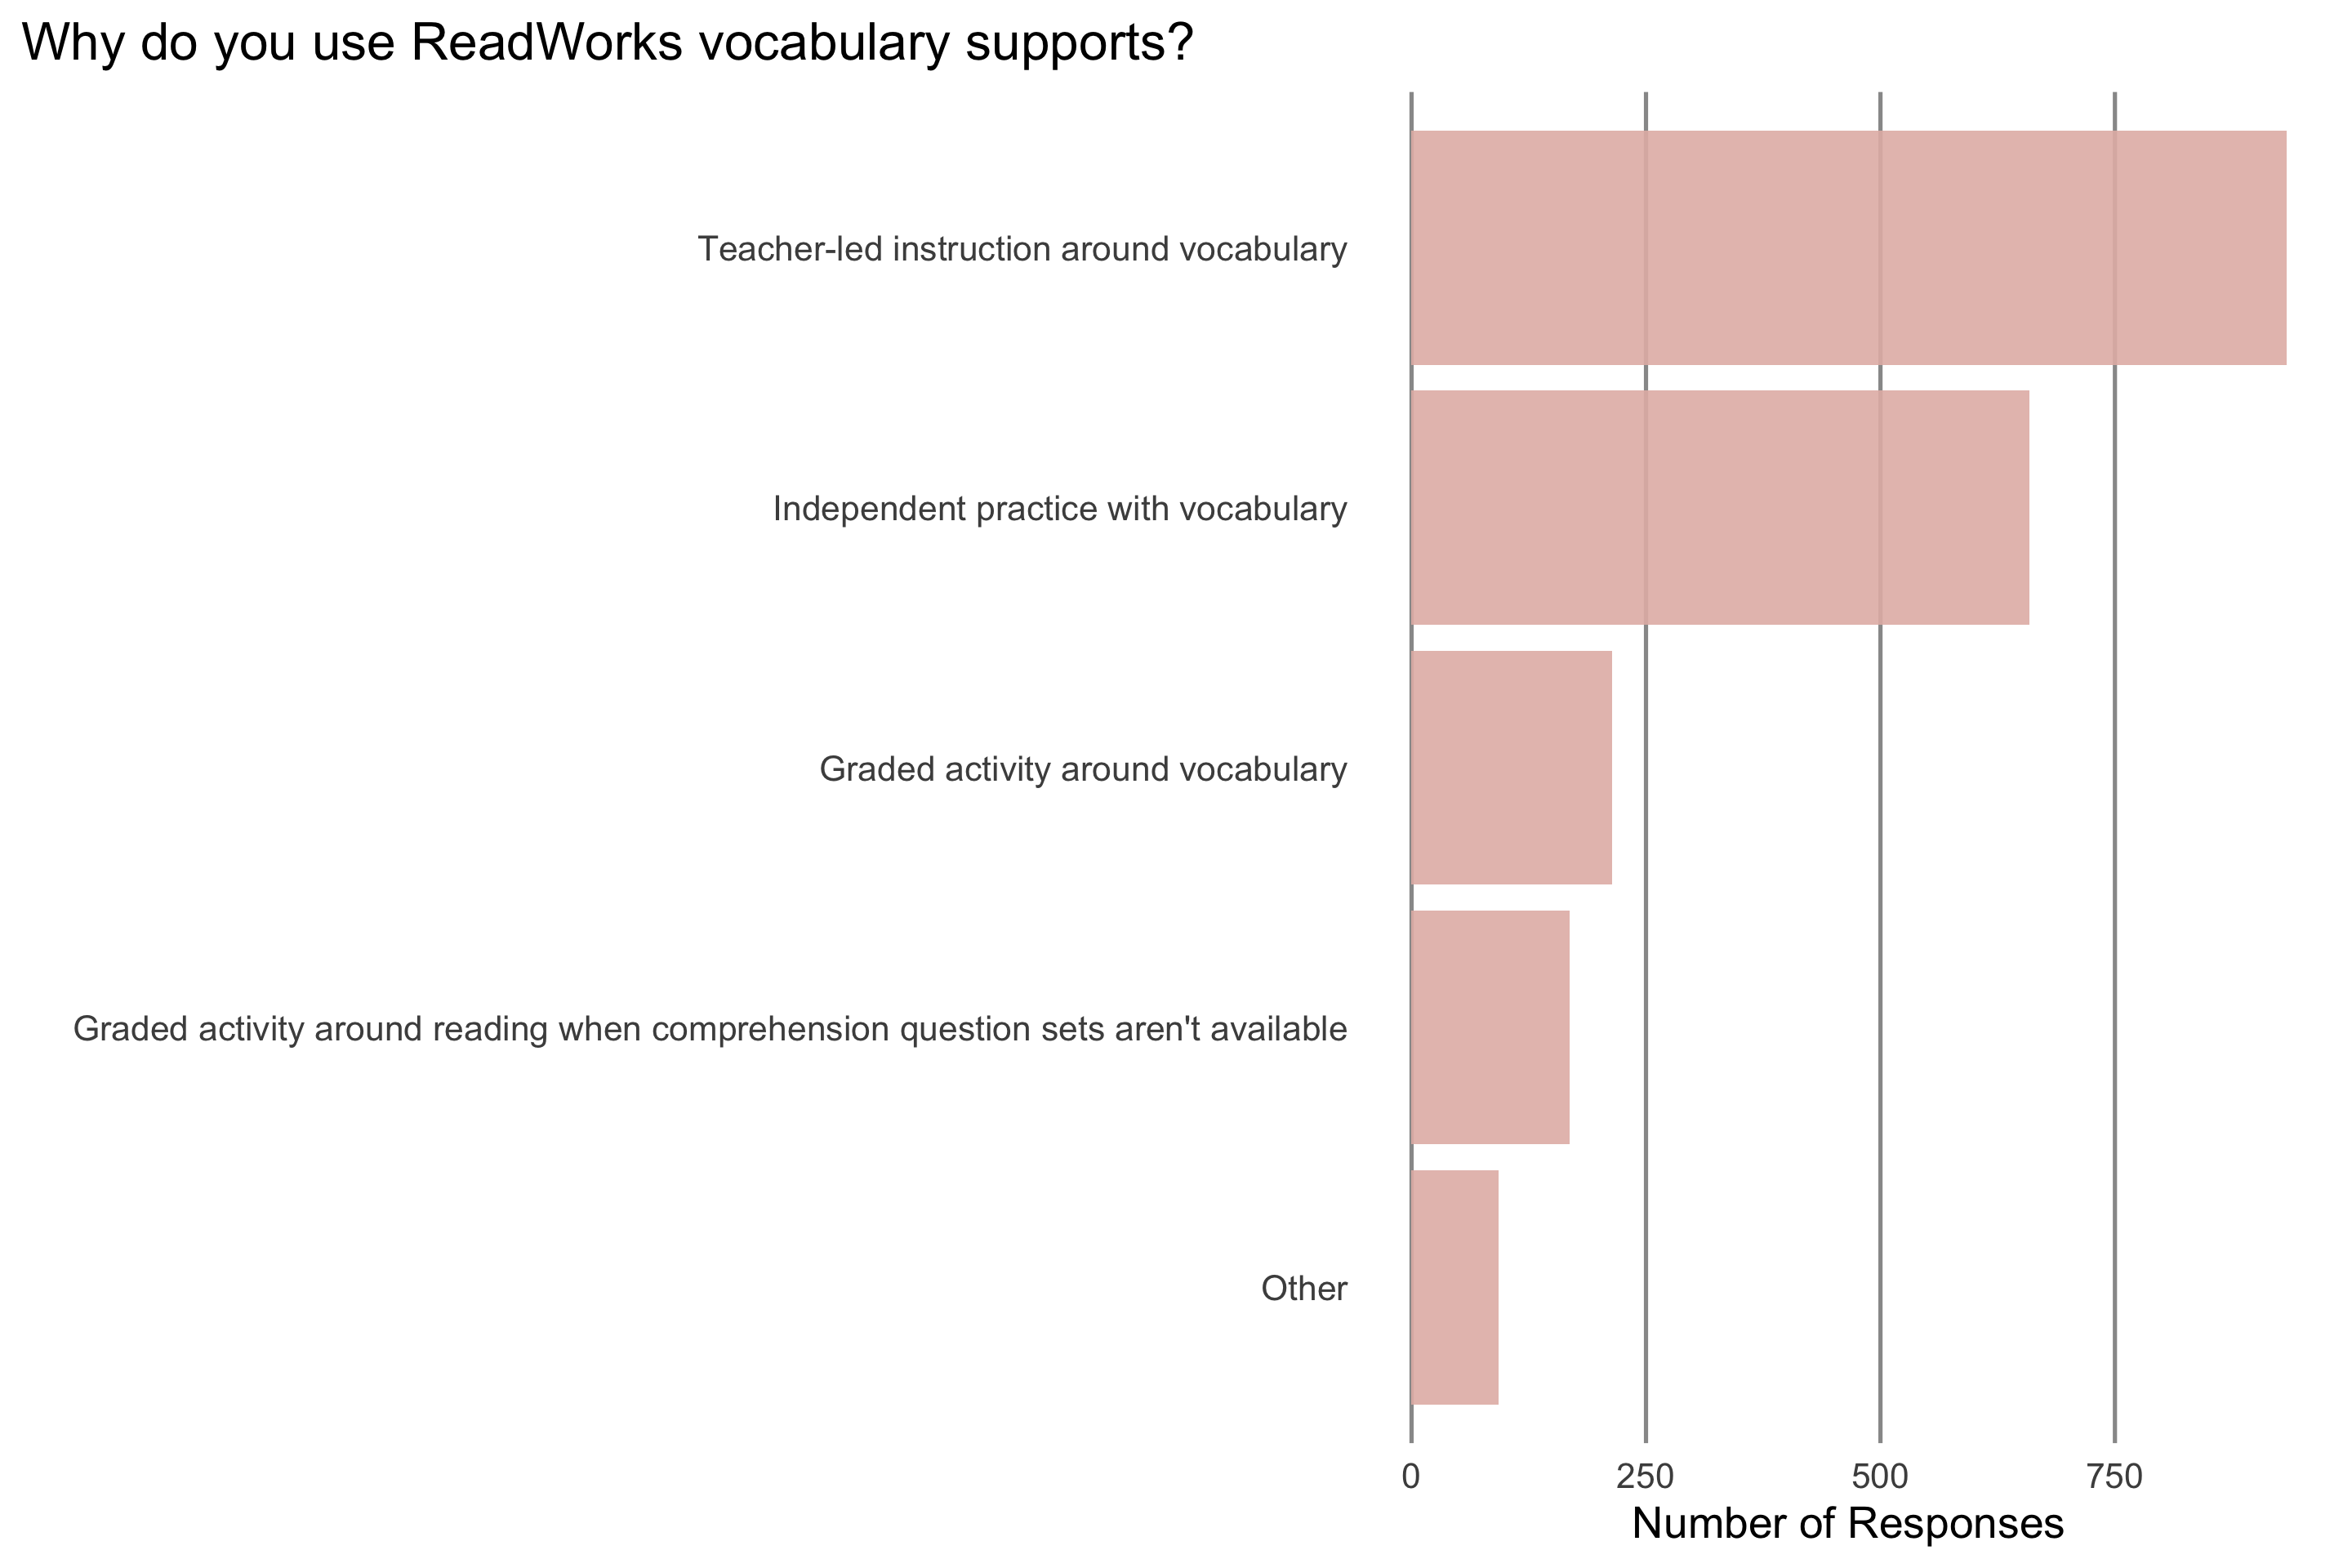 Why do you use ReadWorks vocabulary supports?
Teacher-led instruction around vocabulary
Independent practice with vocabulary
Graded activity around vocabulary
Graded activity around reading when comprehension question sets aren't available
Other
0 250 500 750
Number of Responses